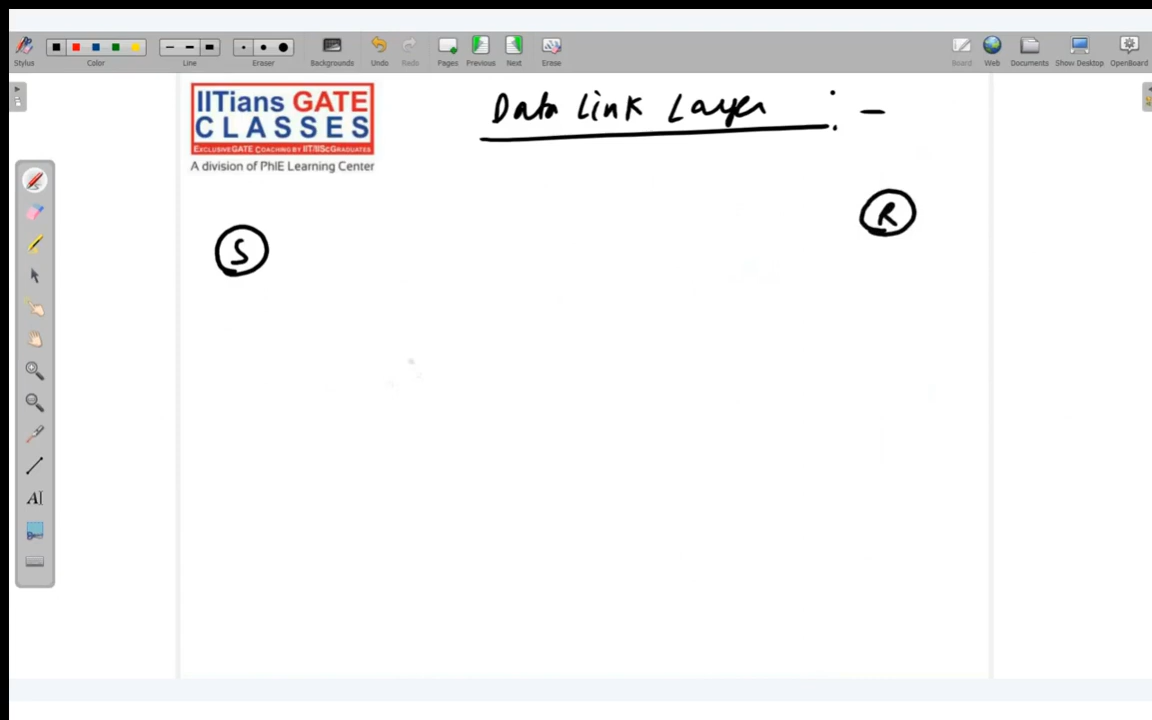 Stylus
Color
Line
Eraser
Backgrounds
Undo
Redo
Pages
Previous
Next
Erase
Board
Web
Documents
Show Desktop
OpenBoard
IITians GATE
CLASSES
EXCLUSIVE GATE COACHING BY IIT/IISc GRADUATES
A division of PhIE Learning Center
Data Link Layer : -
S
R
AI